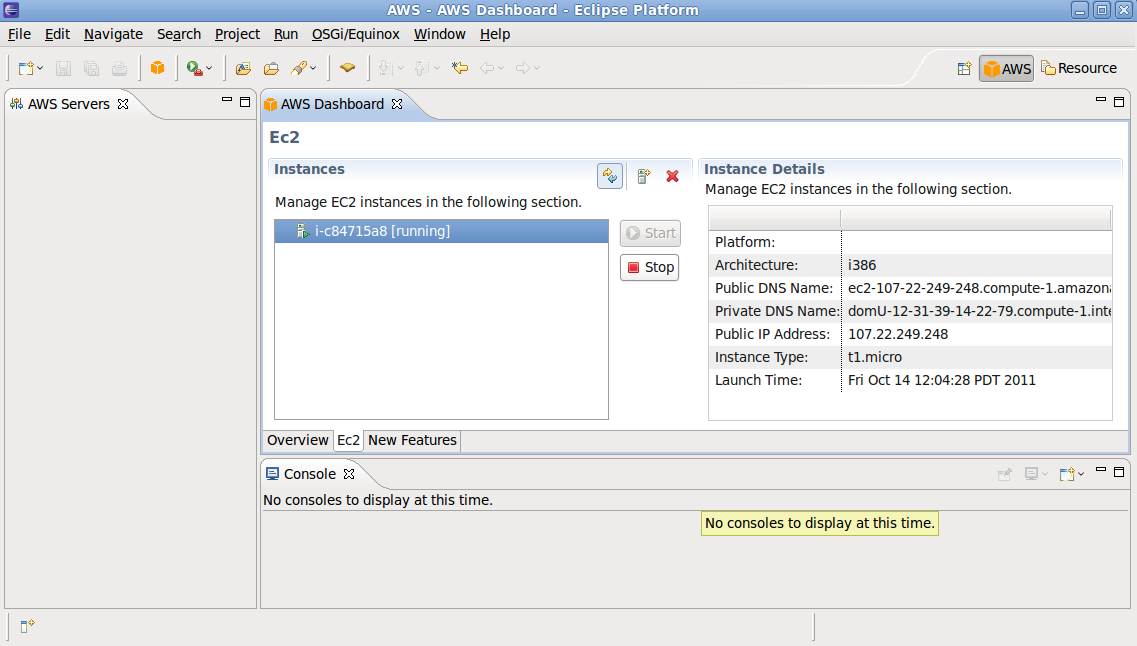 AWS - AWS Dashboard - Eclipse Platform
File Edit Navigate Search Project Run OSGi/Equinox Window Help
AWS Resource
AWS Servers
AWS Dashboard
Ec2
Instances
Manage EC2 instances in the following section.
i-c84715a8 [running]
Start
Stop
Instance Details
Manage EC2 instances in the following section.
Platform:
Architecture: i386
Public DNS Name: ec2-107-22-249-248.compute-1.amazona
Private DNS Name: domU-12-31-39-14-22-79.compute-1.inte
Public IP Address: 107.22.249.248
Instance Type: t1.micro
Launch Time: Fri Oct 14 12:04:28 PDT 2011
Overview Ec2 New Features
Console
No consoles to display at this time.
No consoles to display at this time.